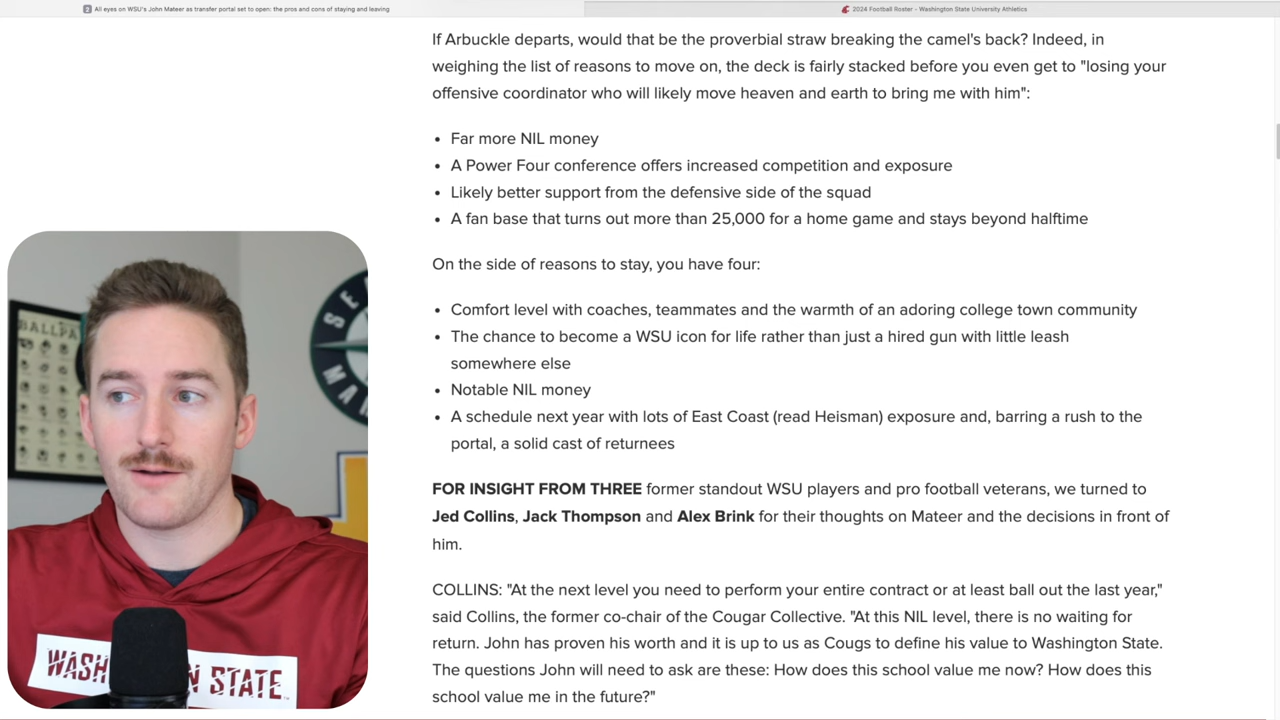 All eyes on WSU's John Mateer as transfer portal set to open: the pros and cons of staying and leaving
2024 Football Roster - Washington State University Athletics
If Arbuckle departs, would that be the proverbial straw breaking the camel's back? Indeed, in
weighing the list of reasons to move on, the deck is fairly stacked before you even get to "losing your
offensive coordinator who will likely move heaven and earth to bring me with him":
• Far more NIL money
• A Power Four conference offers increased competition and exposure
• Likely better support from the defensive side of the squad
• A fan base that turns out more than 25,000 for a home game and stays beyond halftime
On the side of reasons to stay, you have four:
• Comfort level with coaches, teammates and the warmth of an adoring college town community
• The chance to become a WSU icon for life rather than just a hired gun with little leash
somewhere else
• Notable NIL money
• A schedule next year with lots of East Coast (read Heisman) exposure and, barring a rush to the
portal, a solid cast of returnees
FOR INSIGHT FROM THREE former standout WSU players and pro football veterans, we turned to
Jed Collins, Jack Thompson and Alex Brink for their thoughts on Mateer and the decisions in front of
him.
COLLINS: "At the next level you need to perform your entire contract or at least ball out the last year,"
said Collins, the former co-chair of the Cougar Collective. "At this NIL level, there is no waiting for
return. John has proven his worth and it is up to us as Cougs to define his value to Washington State.
The questions John will need to ask are these: How does this school value me now? How does this
school value me in the future?"
BALLPA
SE
MA
WASH N STATE